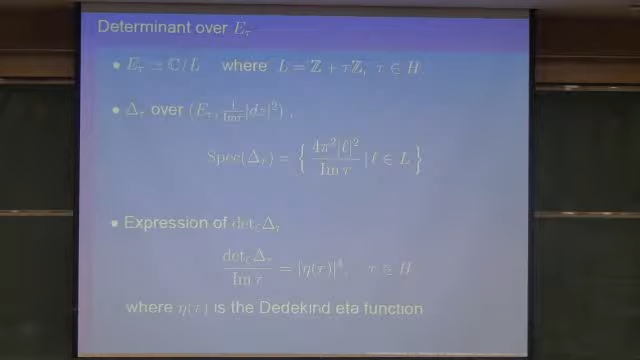 Determinant over E_τ
• E_τ = ℂ/L where L = ℤ + τℤ, τ ∈ H
• Δ_τ over (E_τ, 1/Imτ |dz|²),
Spec(Δ_τ) = { 4π²|ℓ|² / Im τ | ℓ ∈ L }
• Expression of det_ζ Δ_τ
det_ζ Δ_τ / Im τ = |η(τ)|⁴, τ ∈ H
where η(τ) is the Dedekind eta function